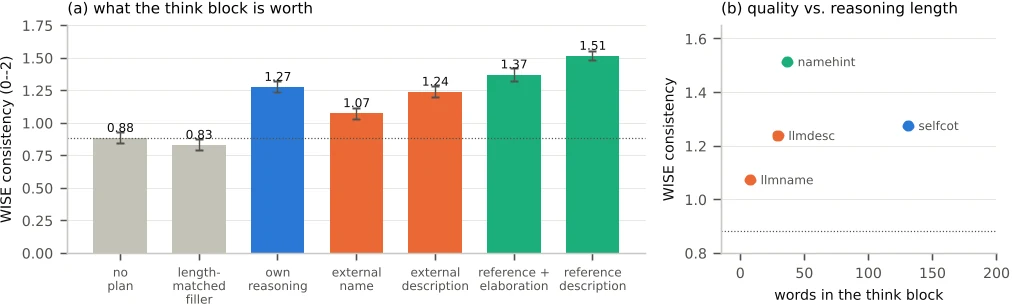 (a) what the think block is worth
WISE consistency (0--2)
1.75
1.50
1.25
1.00
0.75
0.50
0.25
0.00
0.88
0.83
1.27
1.07
1.24
1.37
1.51
no
plan
length-
matched
filler
own
reasoning
external
name
external
description
reference +
elaboration
reference
description
(b) quality vs. reasoning length
WISE consistency
1.6
1.4
1.2
1.0
0.8
namehint
selfcot
llmdesc
llmname
0 50 100 150 200
words in the think block